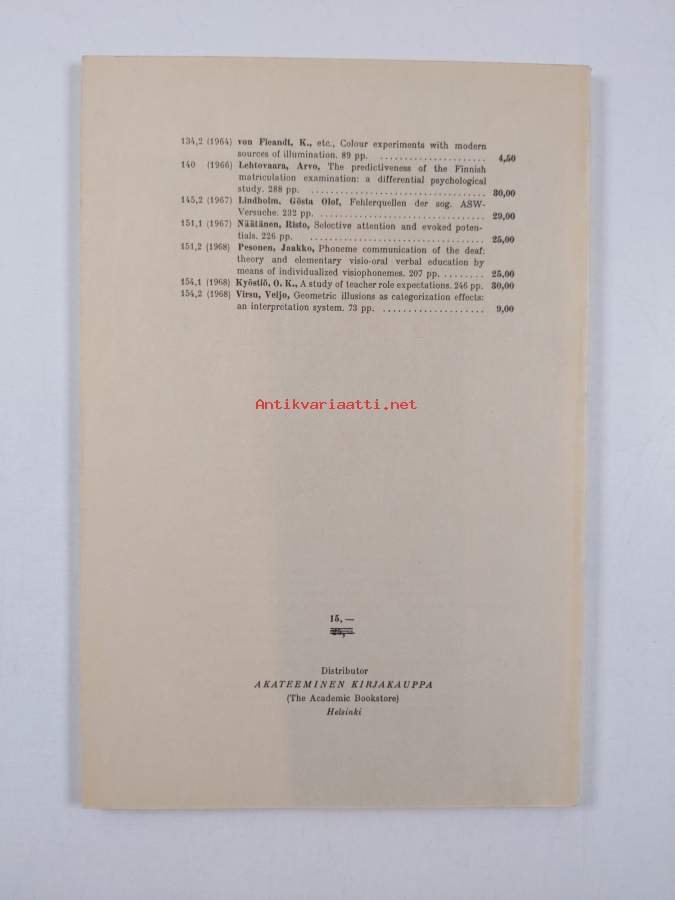 134,2 (1964) von Fieandt, K., etc., Colour experiments with modern
sources of illumination. 89 pp. ...................... 4,50
140 (1966) Lehtovaara, Arvo, The predictiveness of the Finnish
matriculation examination: a differential psychological
study. 288 pp. ................................... 30,00
145,2 (1967) Lindholm, Gösta Olof, Fehlerquellen der sog. ASW-
Versuche. 232 pp. ................................. 29,00
151,1 (1967) Näätänen, Risto, Selective attention and evoked poten-
tials. 226 pp. ................................... 25,00
151,2 (1968) Pesonen, Jaakko, Phoneme communication of the deaf:
theory and elementary visio-oral verbal education by
means of individualized visiophonemes. 207 pp. ........ 25,00
154,1 (1968) Kyöstiö, O. K., A study of teacher role expectations. 246 pp. 30,00
154,2 (1968) Virsu, Veijo, Geometric illusions as categorization effects:
an interpretation system. 73 pp. ..................... 9,00
Antikvariaatti.net
15,—
25,—
Distributor
AKATEEMINEN KIRJAKAUPPA
(The Academic Bookstore)
Helsinki